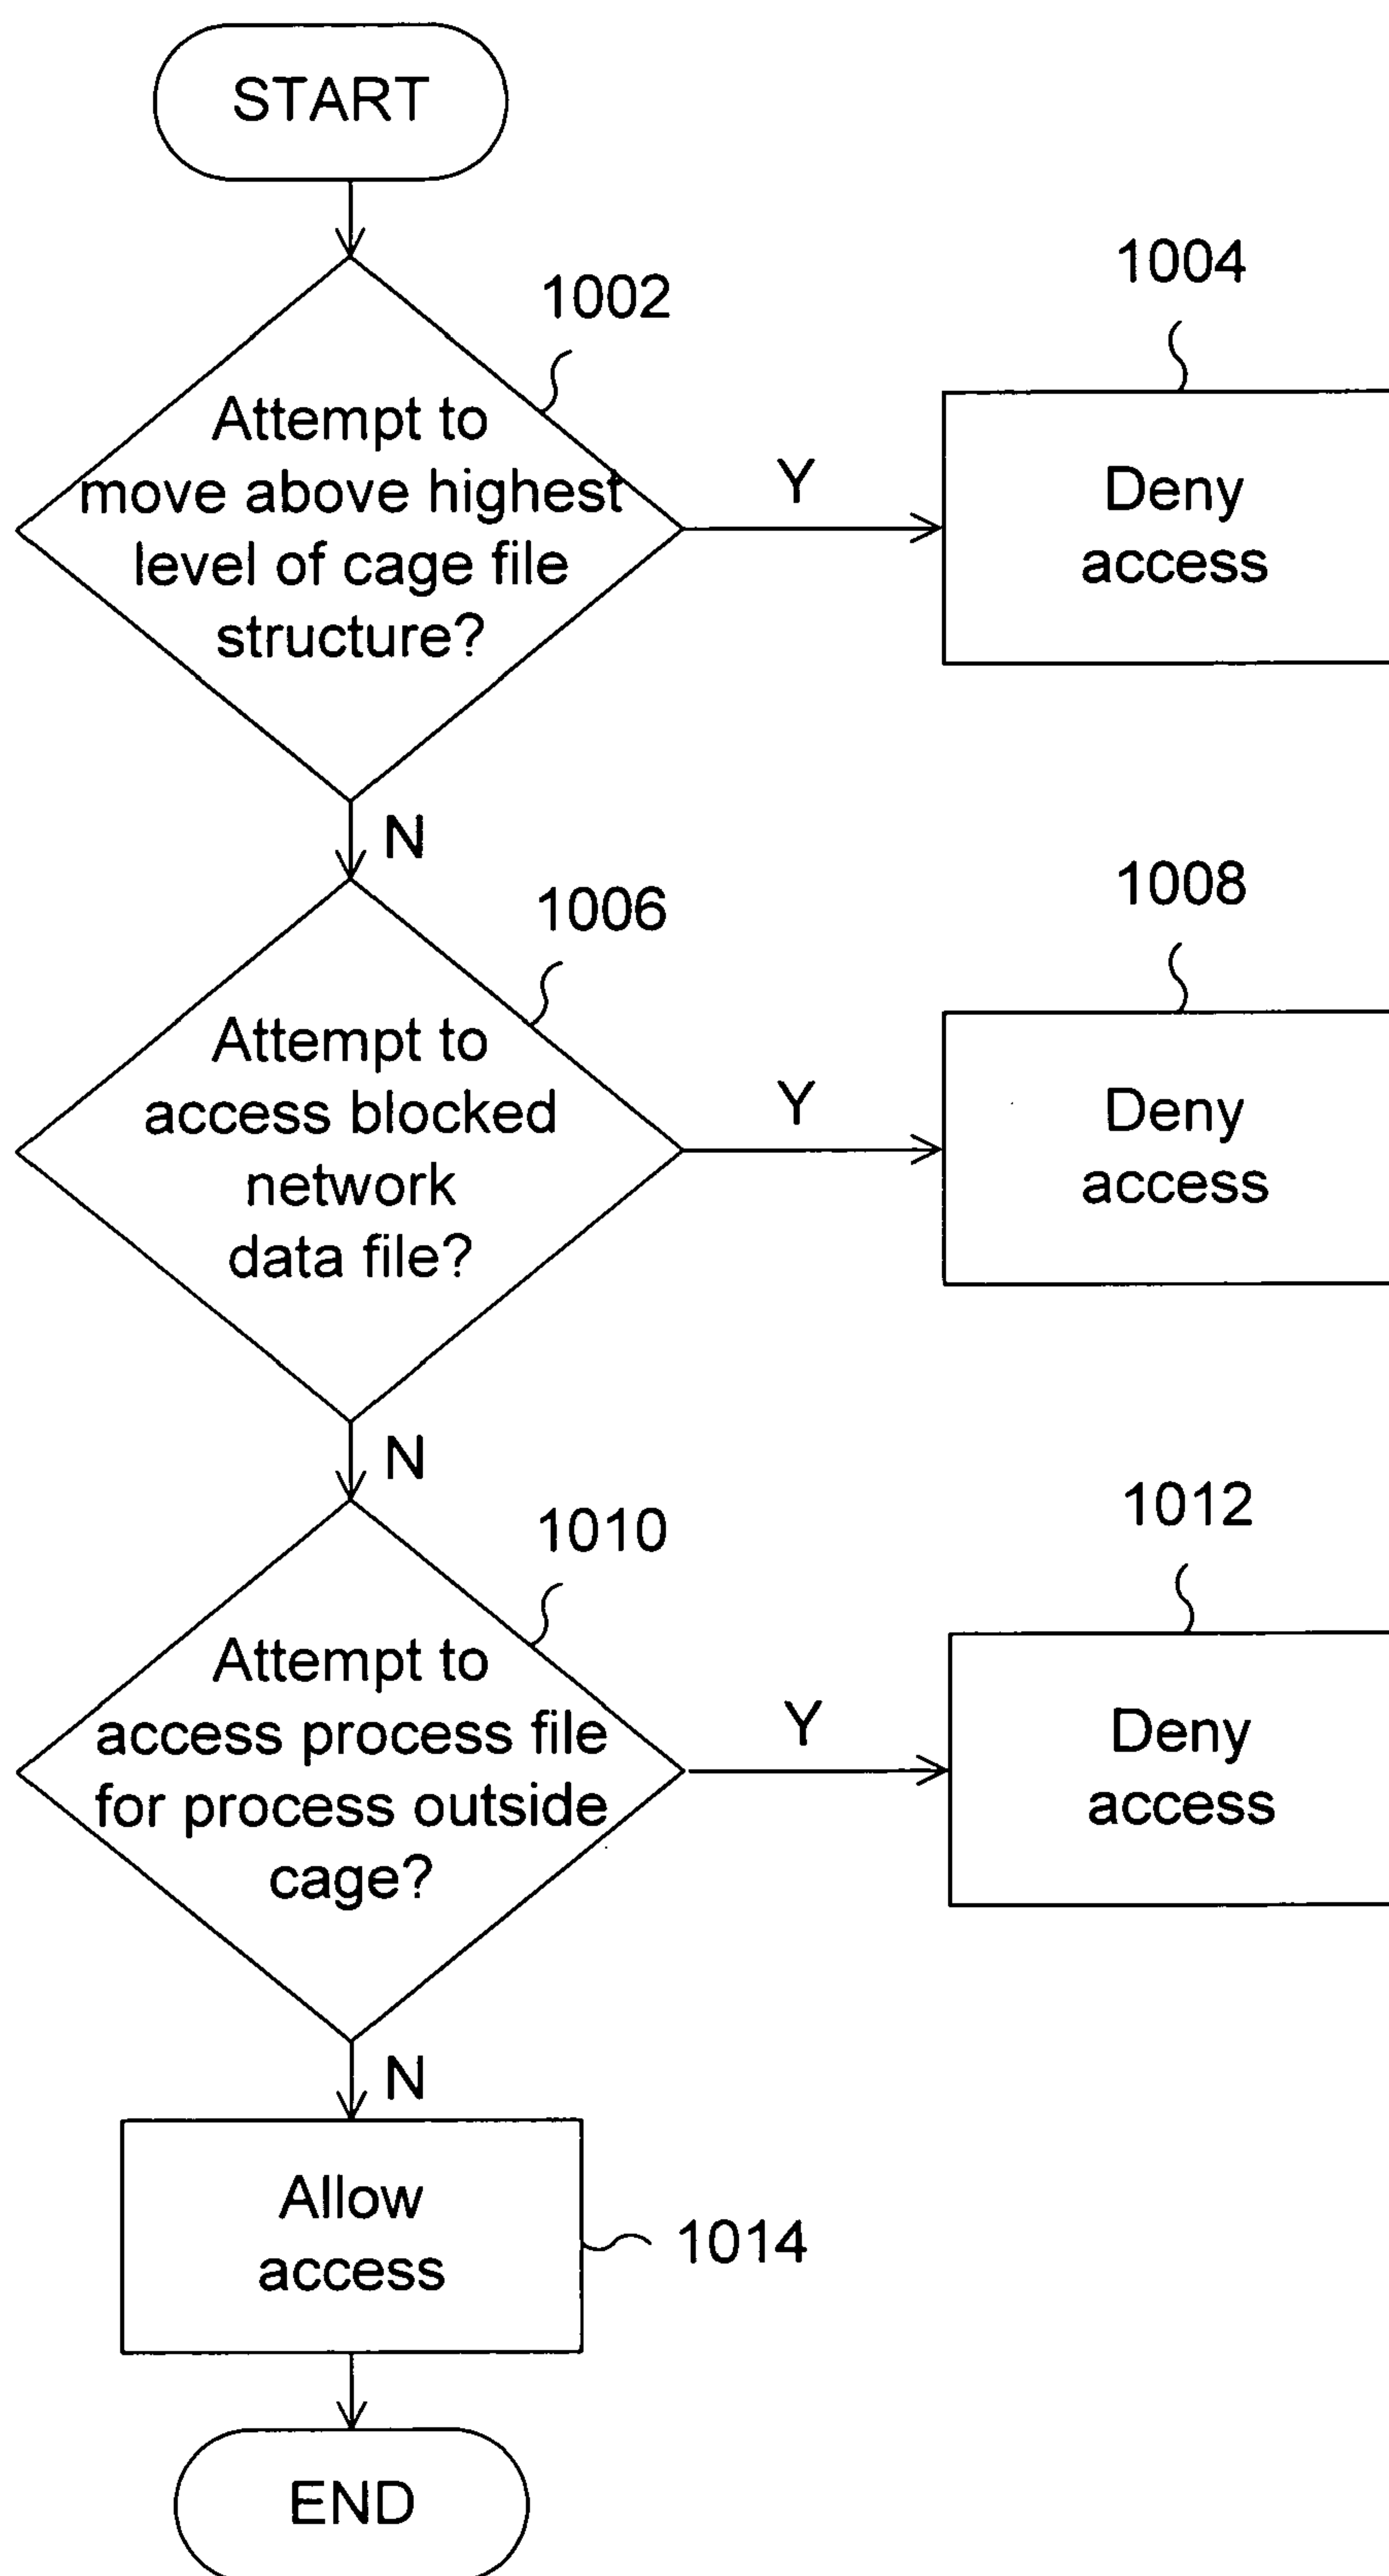 START
1002
Attempt to
move above highest
level of cage file
structure?
Y
1004
Deny
access
N
1006
Attempt to
access blocked
network
data file?
Y
1008
Deny
access
N
1010
Attempt to
access process file
for process outside
cage?
Y
1012
Deny
access
N
Allow
access
1014
END